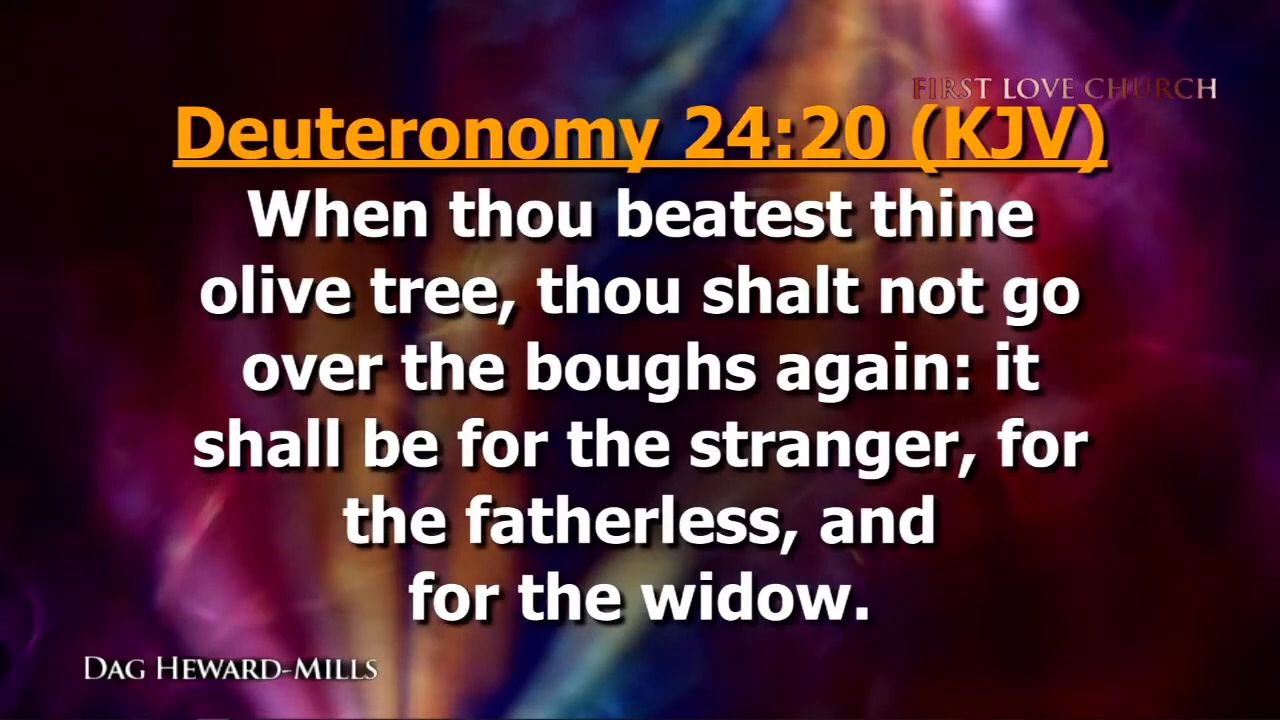 FIRST LOVE CHURCH
Deuteronomy 24:20 (KJV)
When thou beatest thine
olive tree, thou shalt not go
over the boughs again: it
shall be for the stranger, for
the fatherless, and
for the widow.
DAG HEWARD-MILLS